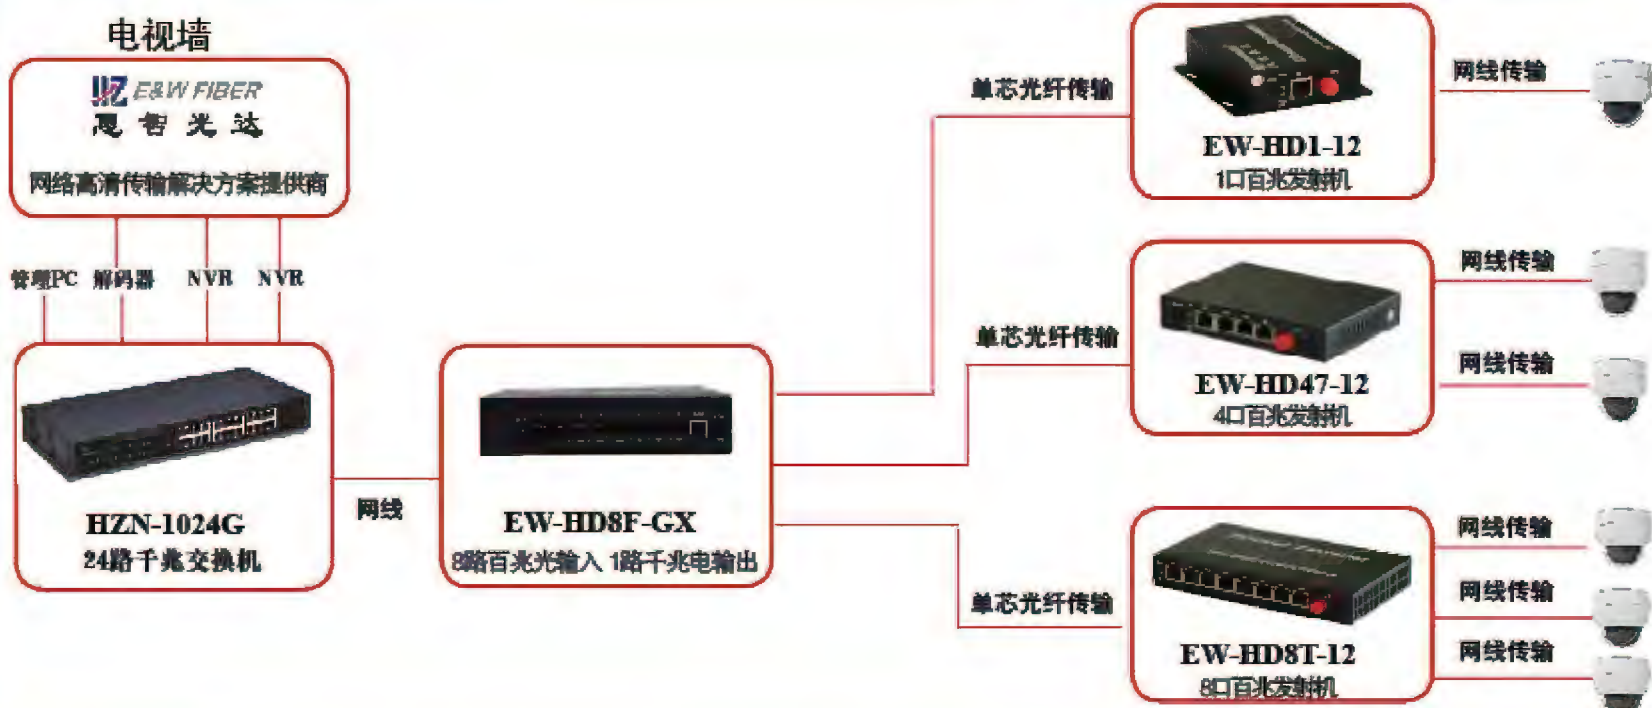 电视墙
E&W FIBER
恩智光达
网络高清传输解决方案提供商
管理PC
解码器
NVR
NVR
HZN-1024G
24路千兆交换机
网线
EW-HD8F-GX
8路百兆光输入 1路千兆电输出
单芯光纤传输
EW-HD1-12
1口百兆发射机
网线传输
单芯光纤传输
EW-HD47-12
4口百兆发射机
网线传输
网线传输
单芯光纤传输
EW-HD8T-12
8口百兆发射机
网线传输
网线传输
网线传输